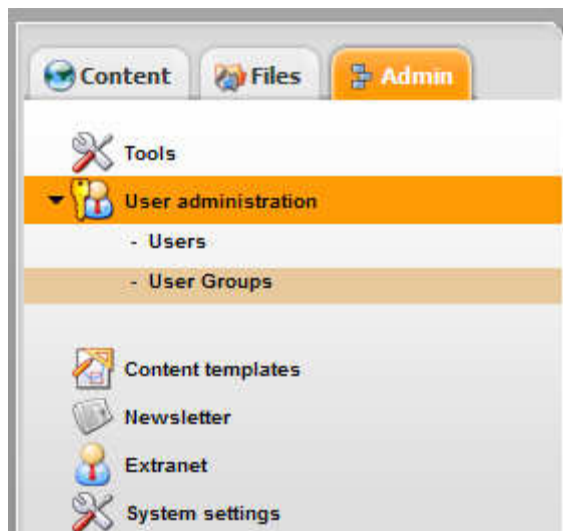 Content Files Admin
Tools
User administration
- Users
- User Groups
Content templates
Newsletter
Extranet
System settings